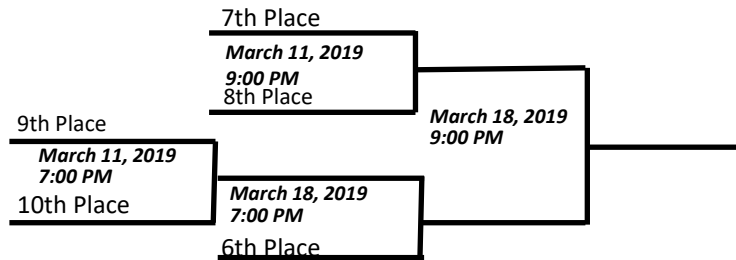 7th Place
March 11, 2019
9:00 PM
8th Place
March 18, 2019
9:00 PM
9th Place
March 11, 2019
7:00 PM
10th Place
March 18, 2019
7:00 PM
6th Place